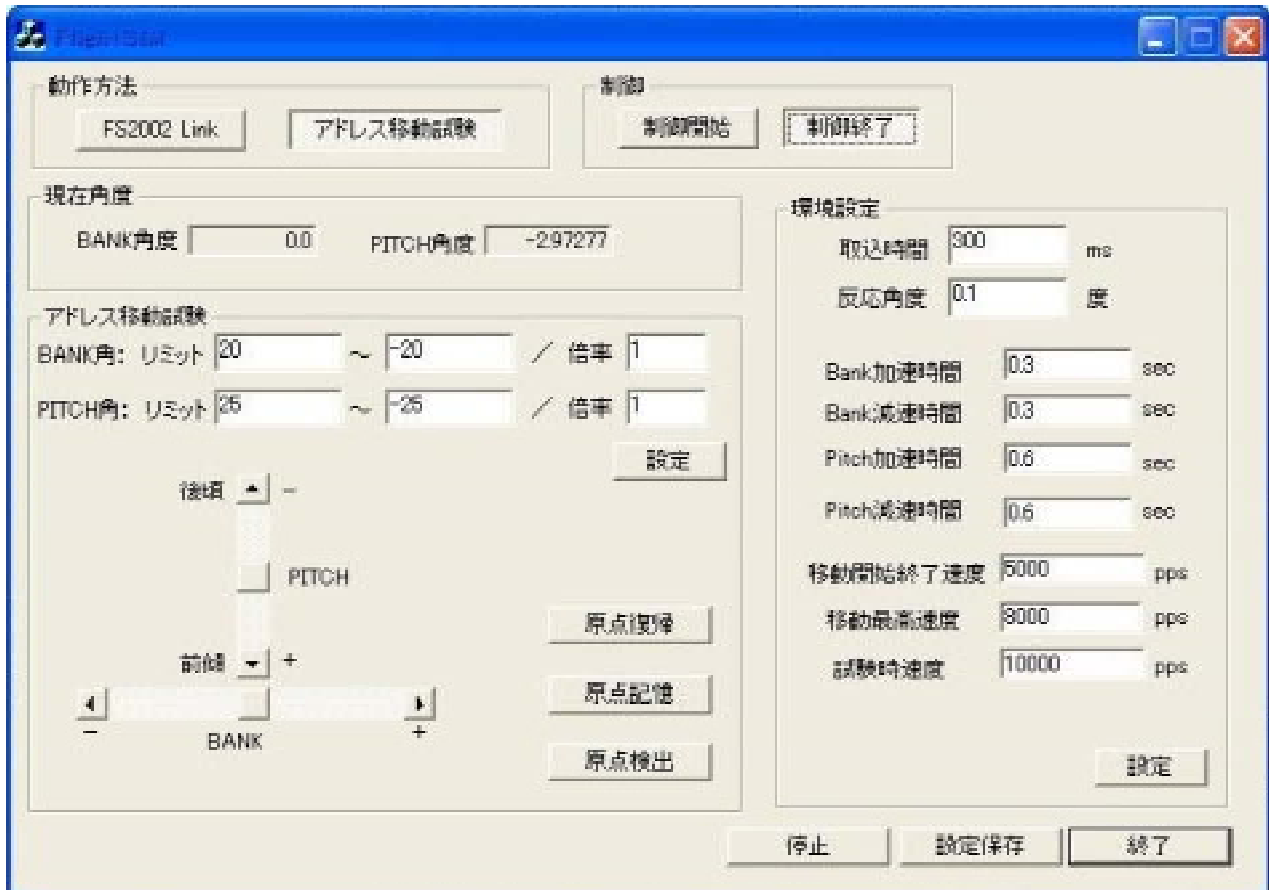 動作方法
FS2002 Link アドレス移動試験
制御
制御開始 制御終了
現在角度
BANK角度 0.0 PITCH角度 -2.97277
アドレス移動試験
BANK角: リミット 20 ～ -20 / 倍率 1
PITCH角: リミット 25 ～ -25 / 倍率 1
設定
後頃 -
PITCH
前傾 +
- BANK +
原点復帰
原点記憶
原点検出
環境設定
取込時間 300 ms
反応角度 0.1 度
Bank加速時間 0.3 sec
Bank減速時間 0.3 sec
Pitch加速時間 0.6 sec
Pitch減速時間 0.6 sec
移動開始終了速度 5000 pps
移動最高速度 8000 pps
試験時速度 10000 pps
設定
停止 設定保存 終了